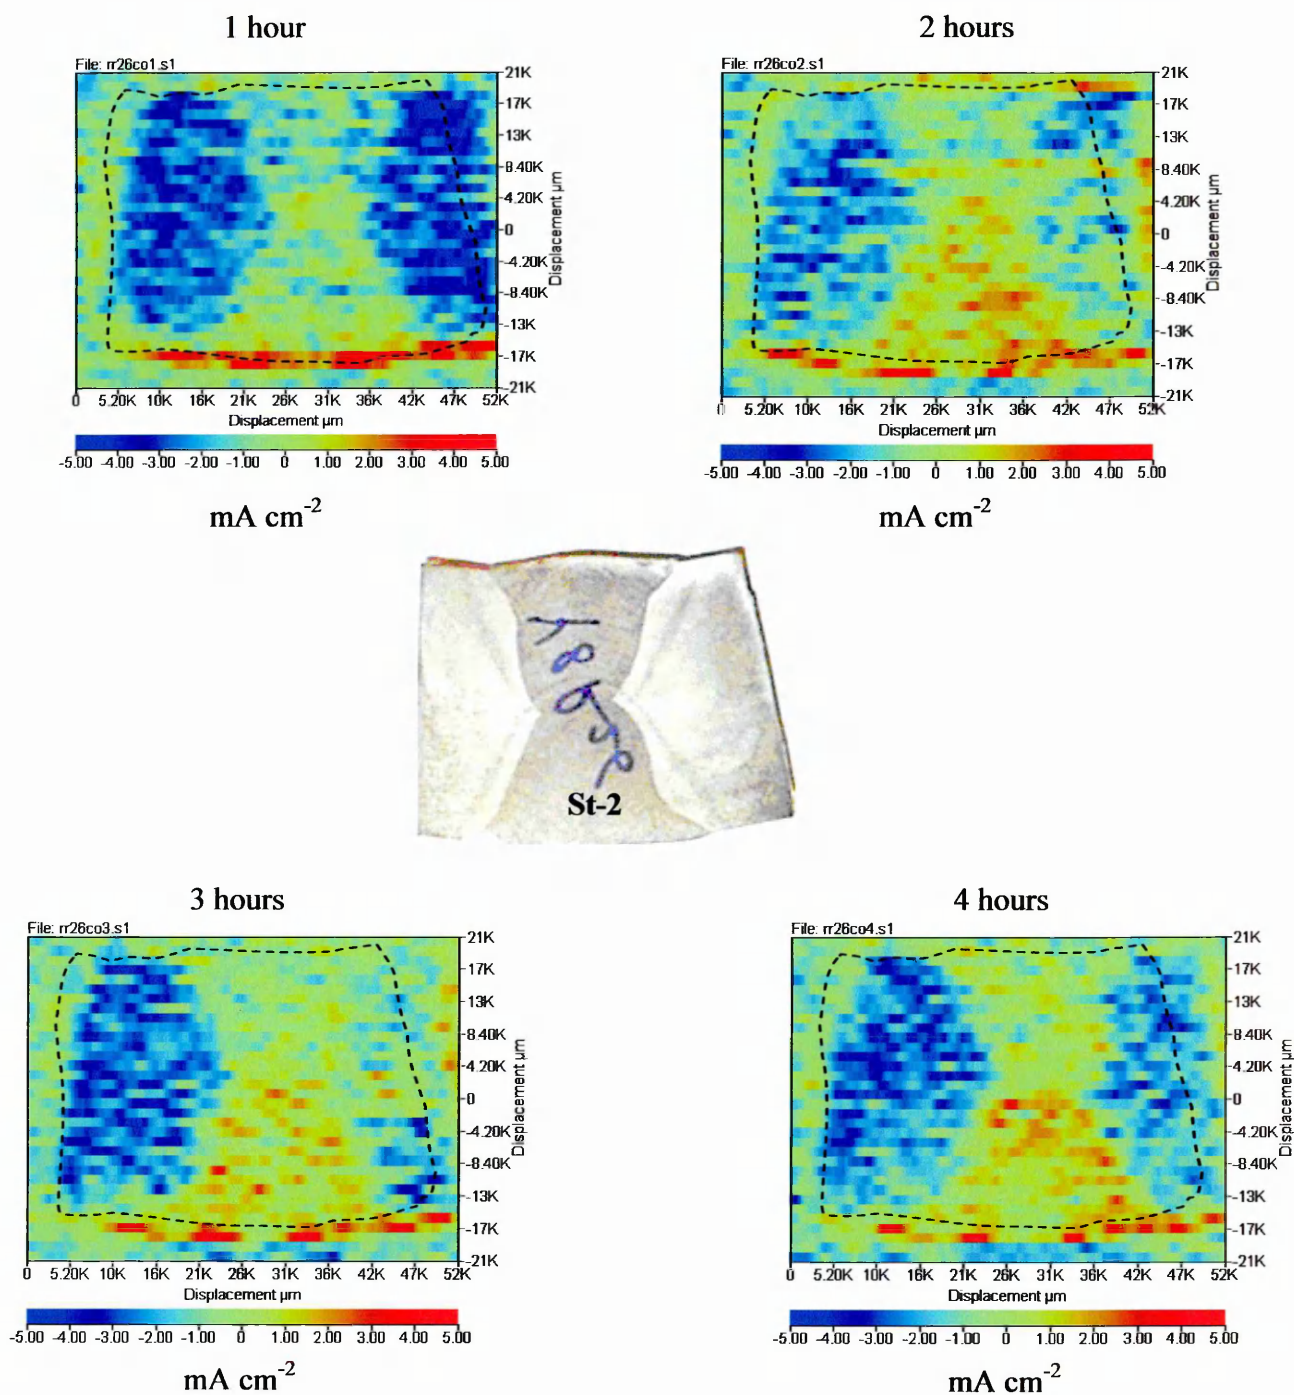 1 hour
File: rr26co1.s1
21K
17K
13K
8.40K
4.20K
0
-4.20K
-8.40K
-13K
-17K
-21K
Displacement µm
0 5.20K 10K 16K 21K 26K 31K 36K 42K 47K 52K
Displacement µm
-5.00 -4.00 -3.00 -2.00 -1.00 0 1.00 2.00 3.00 4.00 5.00
mA cm-2
2 hours
File: rr26co2.s1
21K
17K
13K
8.40K
4.20K
0
-4.20K
-8.40K
-13K
-17K
-21K
Displacement µm
0 5.20K 10K 16K 21K 26K 31K 36K 42K 47K 52K
Displacement µm
-5.00 -4.00 -3.00 -2.00 -1.00 0 1.00 2.00 3.00 4.00 5.00
mA cm-2
St-2
3 hours
File: rr26co3.s1
21K
17K
13K
8.40K
4.20K
0
-4.20K
-8.40K
-13K
-17K
-21K
Displacement µm
0 5.20K 10K 16K 21K 26K 31K 36K 42K 47K 52K
Displacement µm
-5.00 -4.00 -3.00 -2.00 -1.00 0 1.00 2.00 3.00 4.00 5.00
mA cm-2
4 hours
File: rr26co4.s1
21K
17K
13K
8.40K
4.20K
0
-4.20K
-8.40K
-13K
-17K
-21K
Displacement µm
0 5.20K 10K 16K 21K 26K 31K 36K 42K 47K 52K
Displacement µm
-5.00 -4.00 -3.00 -2.00 -1.00 0 1.00 2.00 3.00 4.00 5.00
mA cm-2